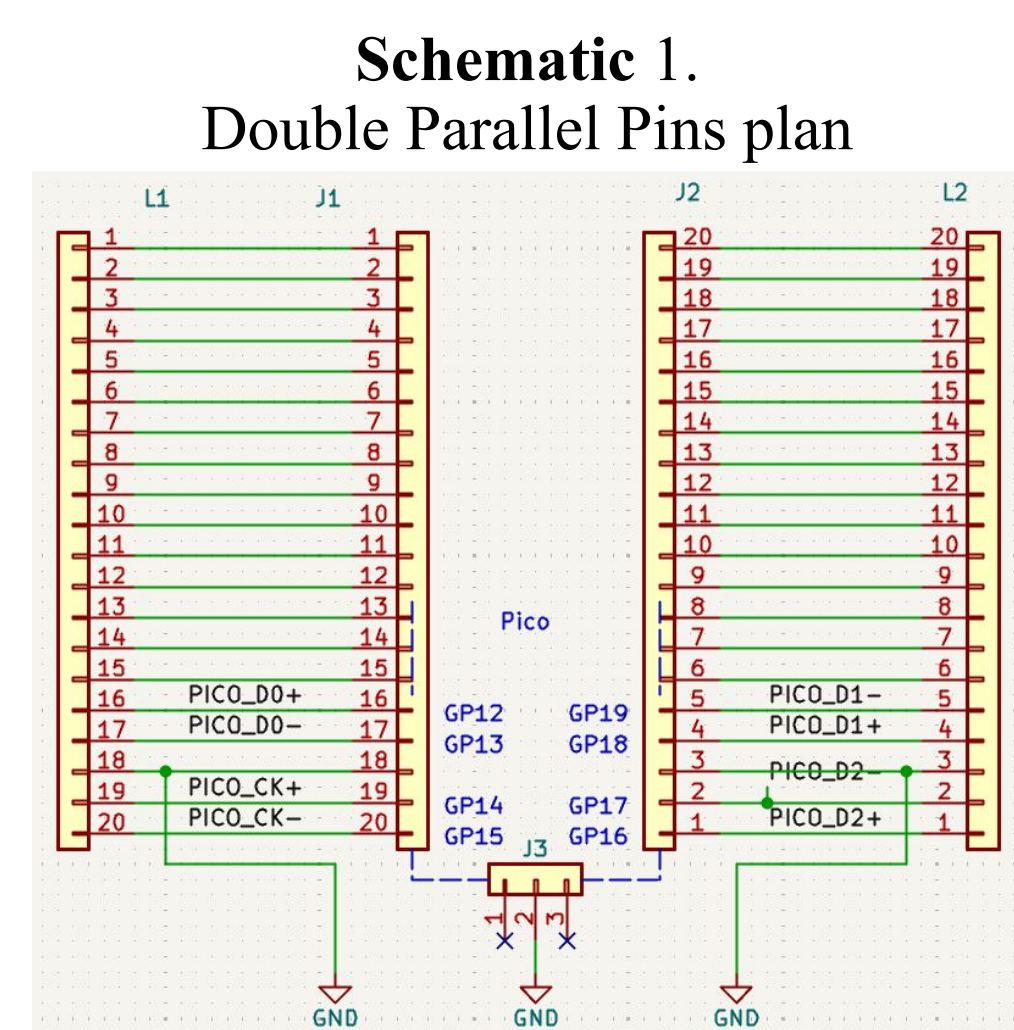 Schematic 1.
Double Parallel Pins plan
L1 J1 J2 L2
1 1 20 20
2 2 19 19
3 3 18 18
4 4 17 17
5 5 16 16
6 6 15 15
7 7 14 14
8 8 13 13
9 9 12 12
10 10 11 11
11 11 10 10
12 12 9 9
13 13 8 8
Pico
14 14 7 7
15 15 6 6
16 PICO_D0+ 16 5 PICO_D1- 5
GP12 GP19
17 PICO_D0- 17 4 PICO_D1+ 4
GP13 GP18
18 18 3 3
PICO_D2-
19 PICO_CK+ 19 2 2
GP14 GP17
20 PICO_CK- 20 1 PICO_D2+ 1
GP15 GP16
J3
1 2 3
GND GND GND